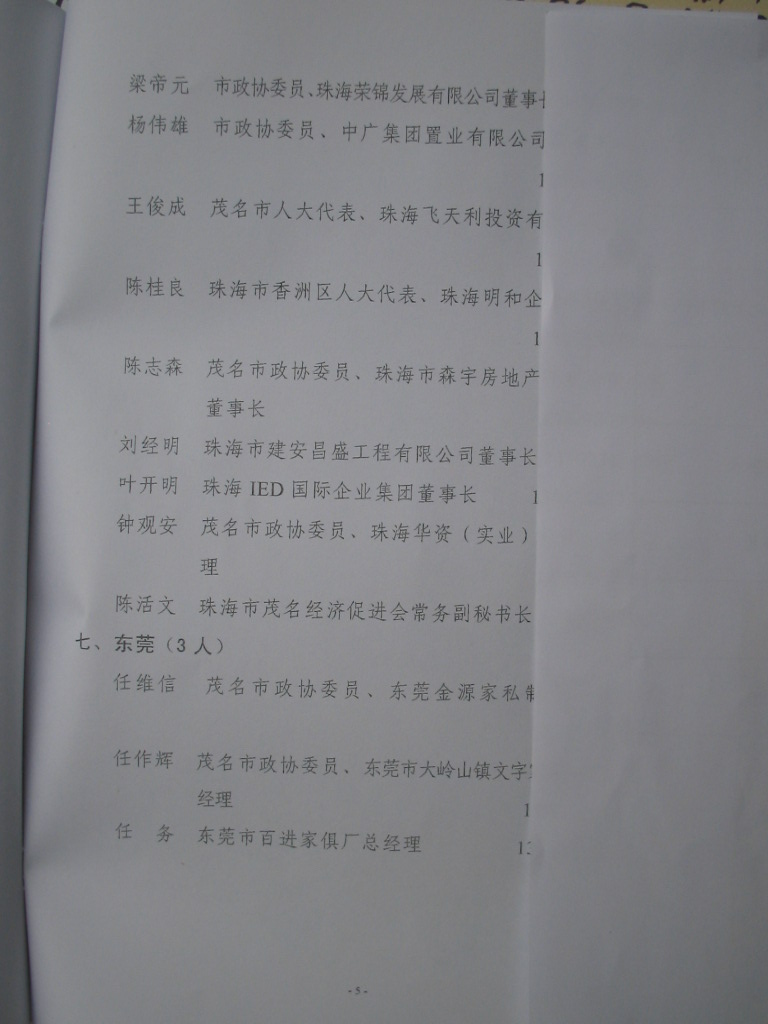 梁帝元 市政协委员、珠海荣锦发展有限公司董事
杨伟雄 市政协委员、中广集团置业有限公司
1
王俊成 茂名市人大代表、珠海飞天利投资有
1
陈桂良 珠海市香洲区人大代表、珠海明和企
1
陈志森 茂名市政协委员、珠海市森宇房地产
董事长
刘经明 珠海市建安昌盛工程有限公司董事长
叶开明 珠海 IED 国际企业集团董事长 1
钟观安 茂名市政协委员、珠海华资（实业）
理
陈活文 珠海市茂名经济促进会常务副秘书长
七、东莞（3 人）
任维信 茂名市政协委员、东莞金源家私制
任作辉 茂名市政协委员、东莞市大岭山镇文字
经理 1
任 务 东莞市百进家俱厂总经理 13
- 5 -